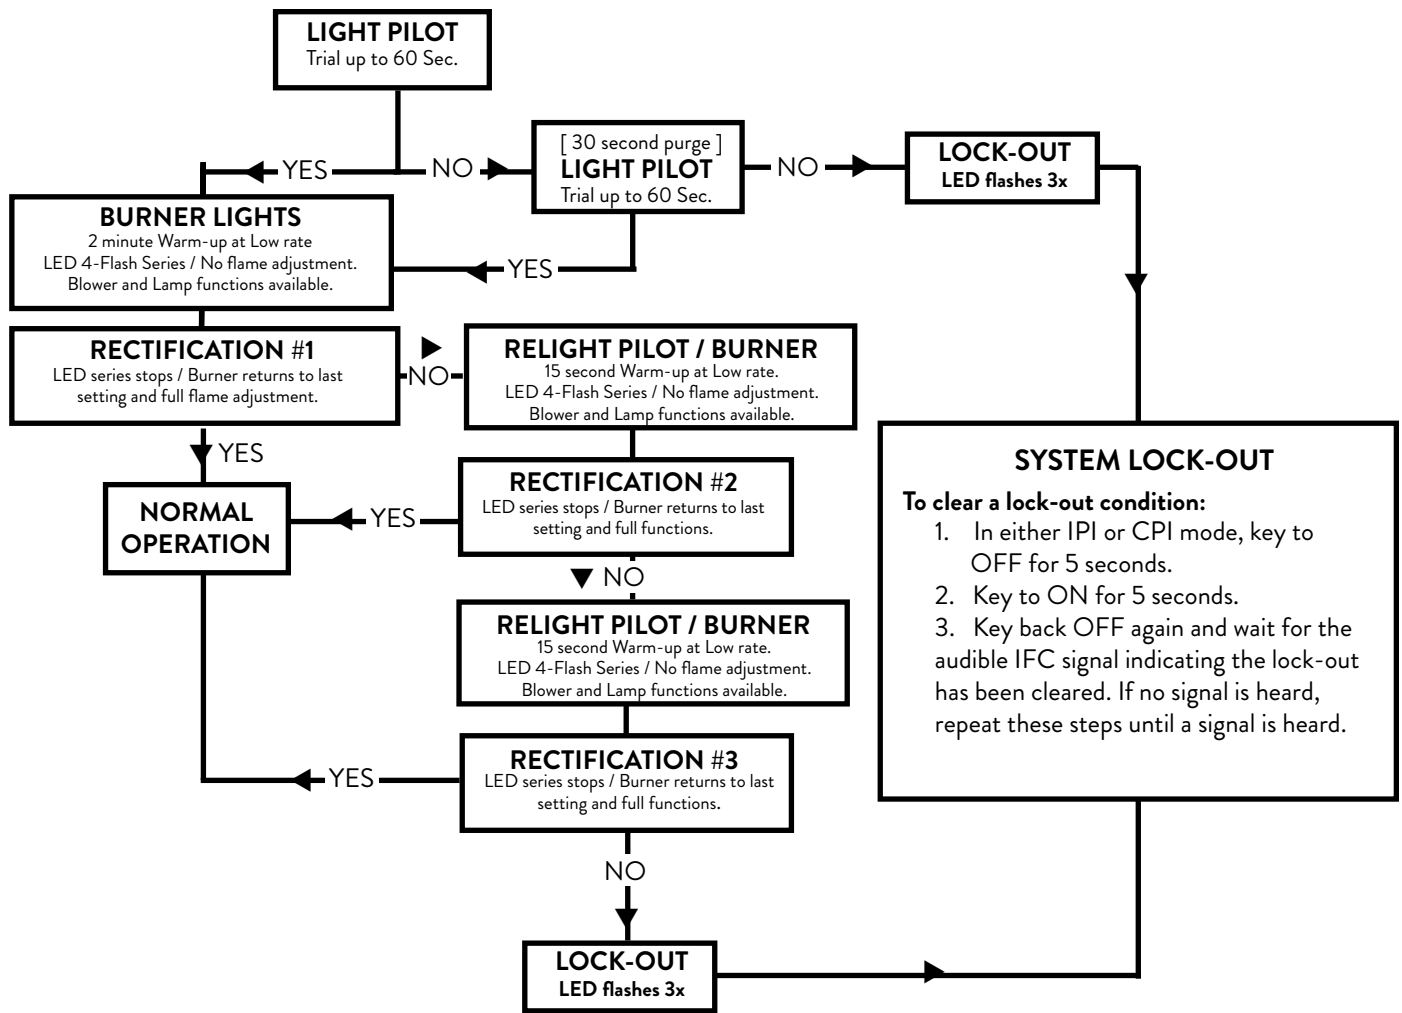 LIGHT PILOT
Trial up to 60 Sec.
YES
NO
[ 30 second purge ]
LIGHT PILOT
Trial up to 60 Sec.
NO
LOCK-OUT
LED flashes 3x
BURNER LIGHTS
2 minute Warm-up at Low rate
LED 4-Flash Series / No flame adjustment.
Blower and Lamp functions available.
YES
RECTIFICATION #1
LED series stops / Burner returns to last
setting and full flame adjustment.
NO
RELIGHT PILOT / BURNER
15 second Warm-up at Low rate.
LED 4-Flash Series / No flame adjustment.
Blower and Lamp functions available.
YES
NORMAL
OPERATION
YES
RECTIFICATION #2
LED series stops / Burner returns to last
setting and full functions.
NO
RELIGHT PILOT / BURNER
15 second Warm-up at Low rate.
LED 4-Flash Series / No flame adjustment.
Blower and Lamp functions available.
YES
RECTIFICATION #3
LED series stops / Burner returns to last
setting and full functions.
NO
LOCK-OUT
LED flashes 3x
SYSTEM LOCK-OUT
To clear a lock-out condition:
1. In either IPI or CPI mode, key to
OFF for 5 seconds.
2. Key to ON for 5 seconds.
3. Key back OFF again and wait for the
audible IFC signal indicating the lock-out
has been cleared. If no signal is heard,
repeat these steps until a signal is heard.